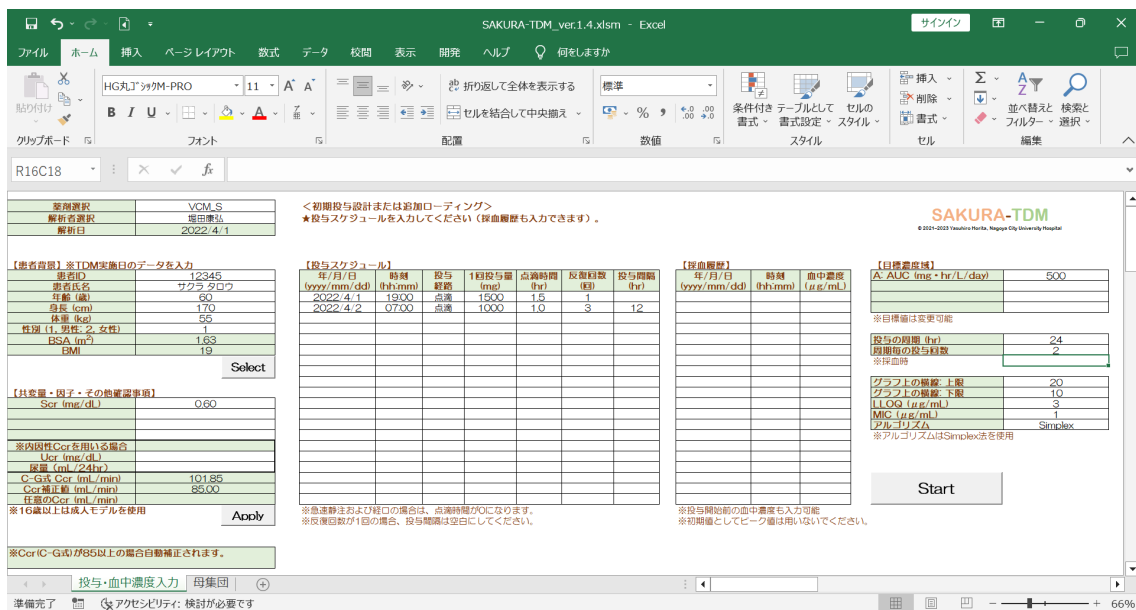 SAKURA-TDM_ver.1.4.xlsm - Excel
サインイン
ファイル ホーム 挿入 ページ レイアウト 数式 データ 校閲 表示 開発 ヘルプ 何をしますか
貼り付け
HG丸ｺﾞｼｯｸM-PRO 11
折り返して全体を表示する
標準
条件付き書式
テーブルとして書式設定
セルのスタイル
挿入
削除
書式
並べ替えとフィルター
検索と選択
B I U
セルを結合して中央揃え
クリップボード フォント 配置 数値 スタイル セル 編集
R16C18
fx
薬剤選択 VCM_S
解析者選択 堀田康弘
解析日 2022/4/1
＜初期投与設計または追加ローディング＞
★投与スケジュールを入力してください（採血履歴も入力できます）。
SAKURA-TDM
© 2021-2023 Yasuhiro Horita, Nagoya City University Hospital
【患者背景】※TDM実施日のデータを入力
患者ID 12345
患者氏名 サクラ タロウ
年齢 (歳) 60
身長 (cm) 170
体重 (kg) 55
性別 (1, 男性; 2, 女性) 1
BSA (m2) 1.63
BMI 19
Select
【共変量・因子・その他確認事項】
Scr (mg/dL) 0.60
※内因性Ccrを用いる場合
Ucr (mg/dL)
尿量 (mL/24hr)
C-G式 Ccr (mL/min) 101.85
Ccr補正値 (mL/min) 85.00
任意のCcr (mL/min)
※16歳以上は成人モデルを使用
Apply
※Ccr(C-G式)が85以上の場合自動補正されます。
【投与スケジュール】
年/月/日 (yyyy/mm/dd) 時刻 (hh:mm) 投与経路 1回投与量 (mg) 点滴時間 (hr) 反復回数 (回) 投与間隔 (hr)
2022/4/1 19:00 点滴 1500 1.5 1
2022/4/2 07:00 点滴 1000 1.0 3 12
※急速静注および経口の場合は、点滴時間が0になります。
※反復回数が1回の場合、投与間隔は空白にしてください。
【採血履歴】
年/月/日 (yyyy/mm/dd) 時刻 (hh:mm) 血中濃度 (μg/mL)
※投与開始前の血中濃度も入力可能
※初期値としてピーク値は用いないでください。
【目標濃度域】
A: AUC (mg・hr/L/day) 500
※目標値は変更可能
投与の周期 (hr) 24
周期毎の投与回数 2
※採血時
グラフ上の横線: 上限 20
グラフ上の横線: 下限 10
LLOQ (μg/mL) 3
MIC (μg/mL) 1
アルゴリズム Simplex
※アルゴリズムはSimplex法を使用
Start
投与・血中濃度入力 母集団
準備完了 アクセシビリティ: 検討が必要です 66%